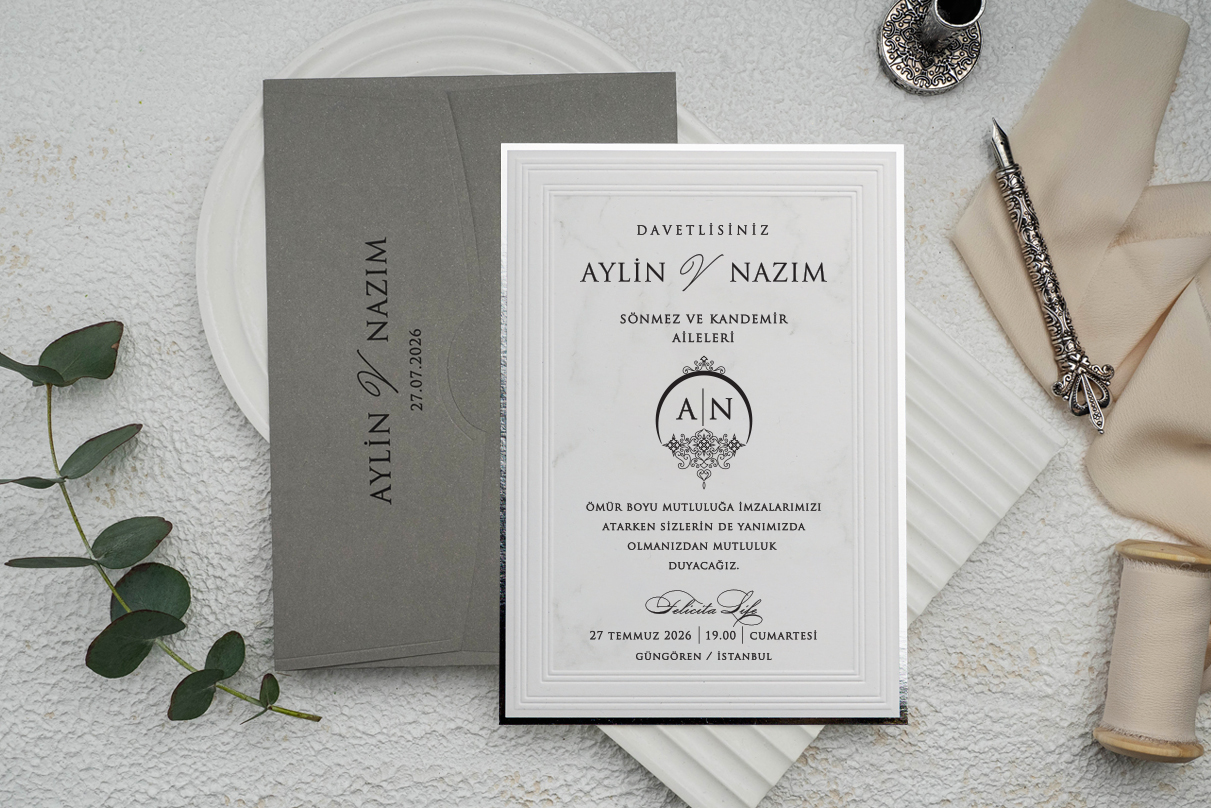 AYLİN V NAZIM
27.07.2026
DAVETLİSİNİZ
AYLİN V NAZIM
SÖNMEZ VE KANDEMİR
AİLELERİ
A|N
ÖMÜR BOYU MUTLULUĞA İMZALARIMIZI
ATARKEN SİZLERİN DE YANIMIZDA
OLMANIZDAN MUTLULUK
DUYACAĞIZ.
Felicita Life
27 TEMMUZ 2026 | 19.00 | CUMARTESİ
GÜNGÖREN / İSTANBUL